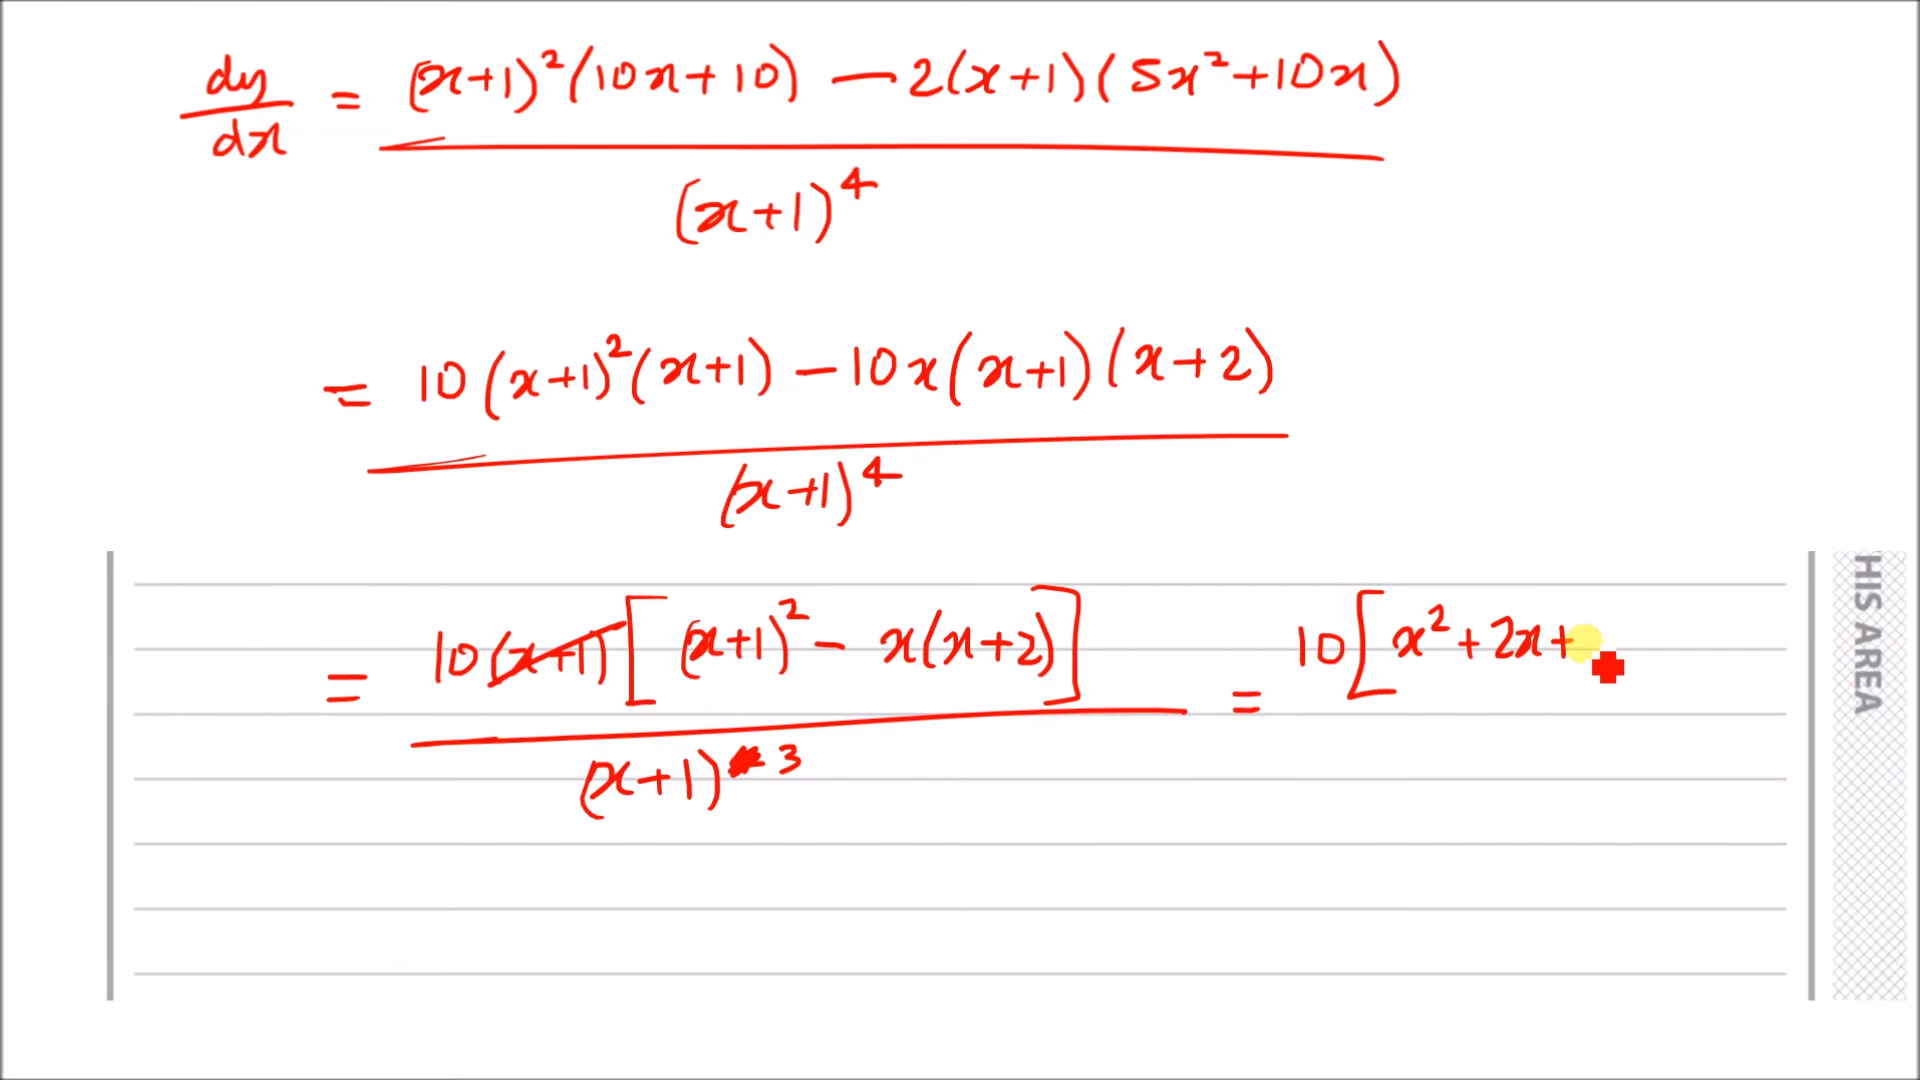 dy/dx = ((x+1)²(10x+10) − 2(x+1)(5x²+10x))/(x+1)⁴
= (10(x+1)²(x+1) − 10x(x+1)(x+2))/(x+1)⁴
= (10(x+1)[(x+1)² − x(x+2)])/(x+1)³ = 10[x²+2x+
HIS AREA